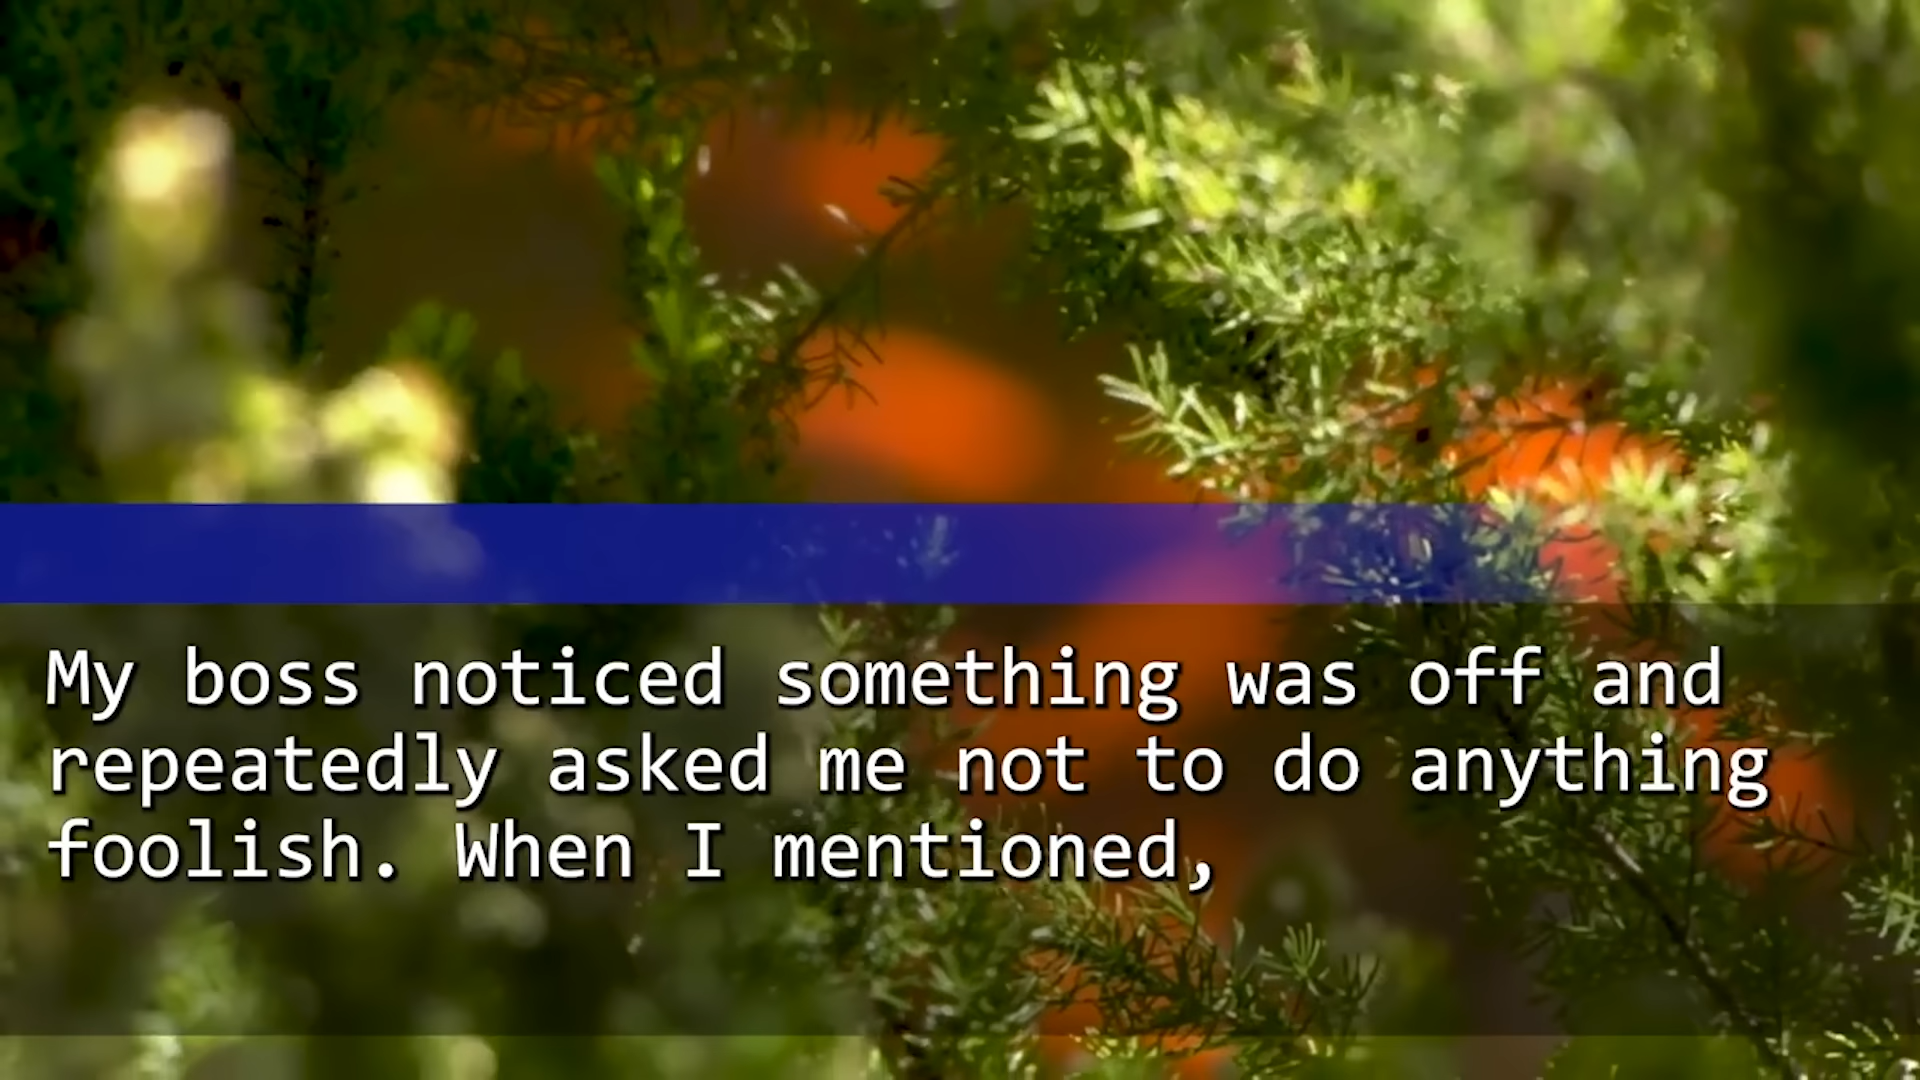 My boss noticed something was off and
repeatedly asked me not to do anything
foolish. When I mentioned,